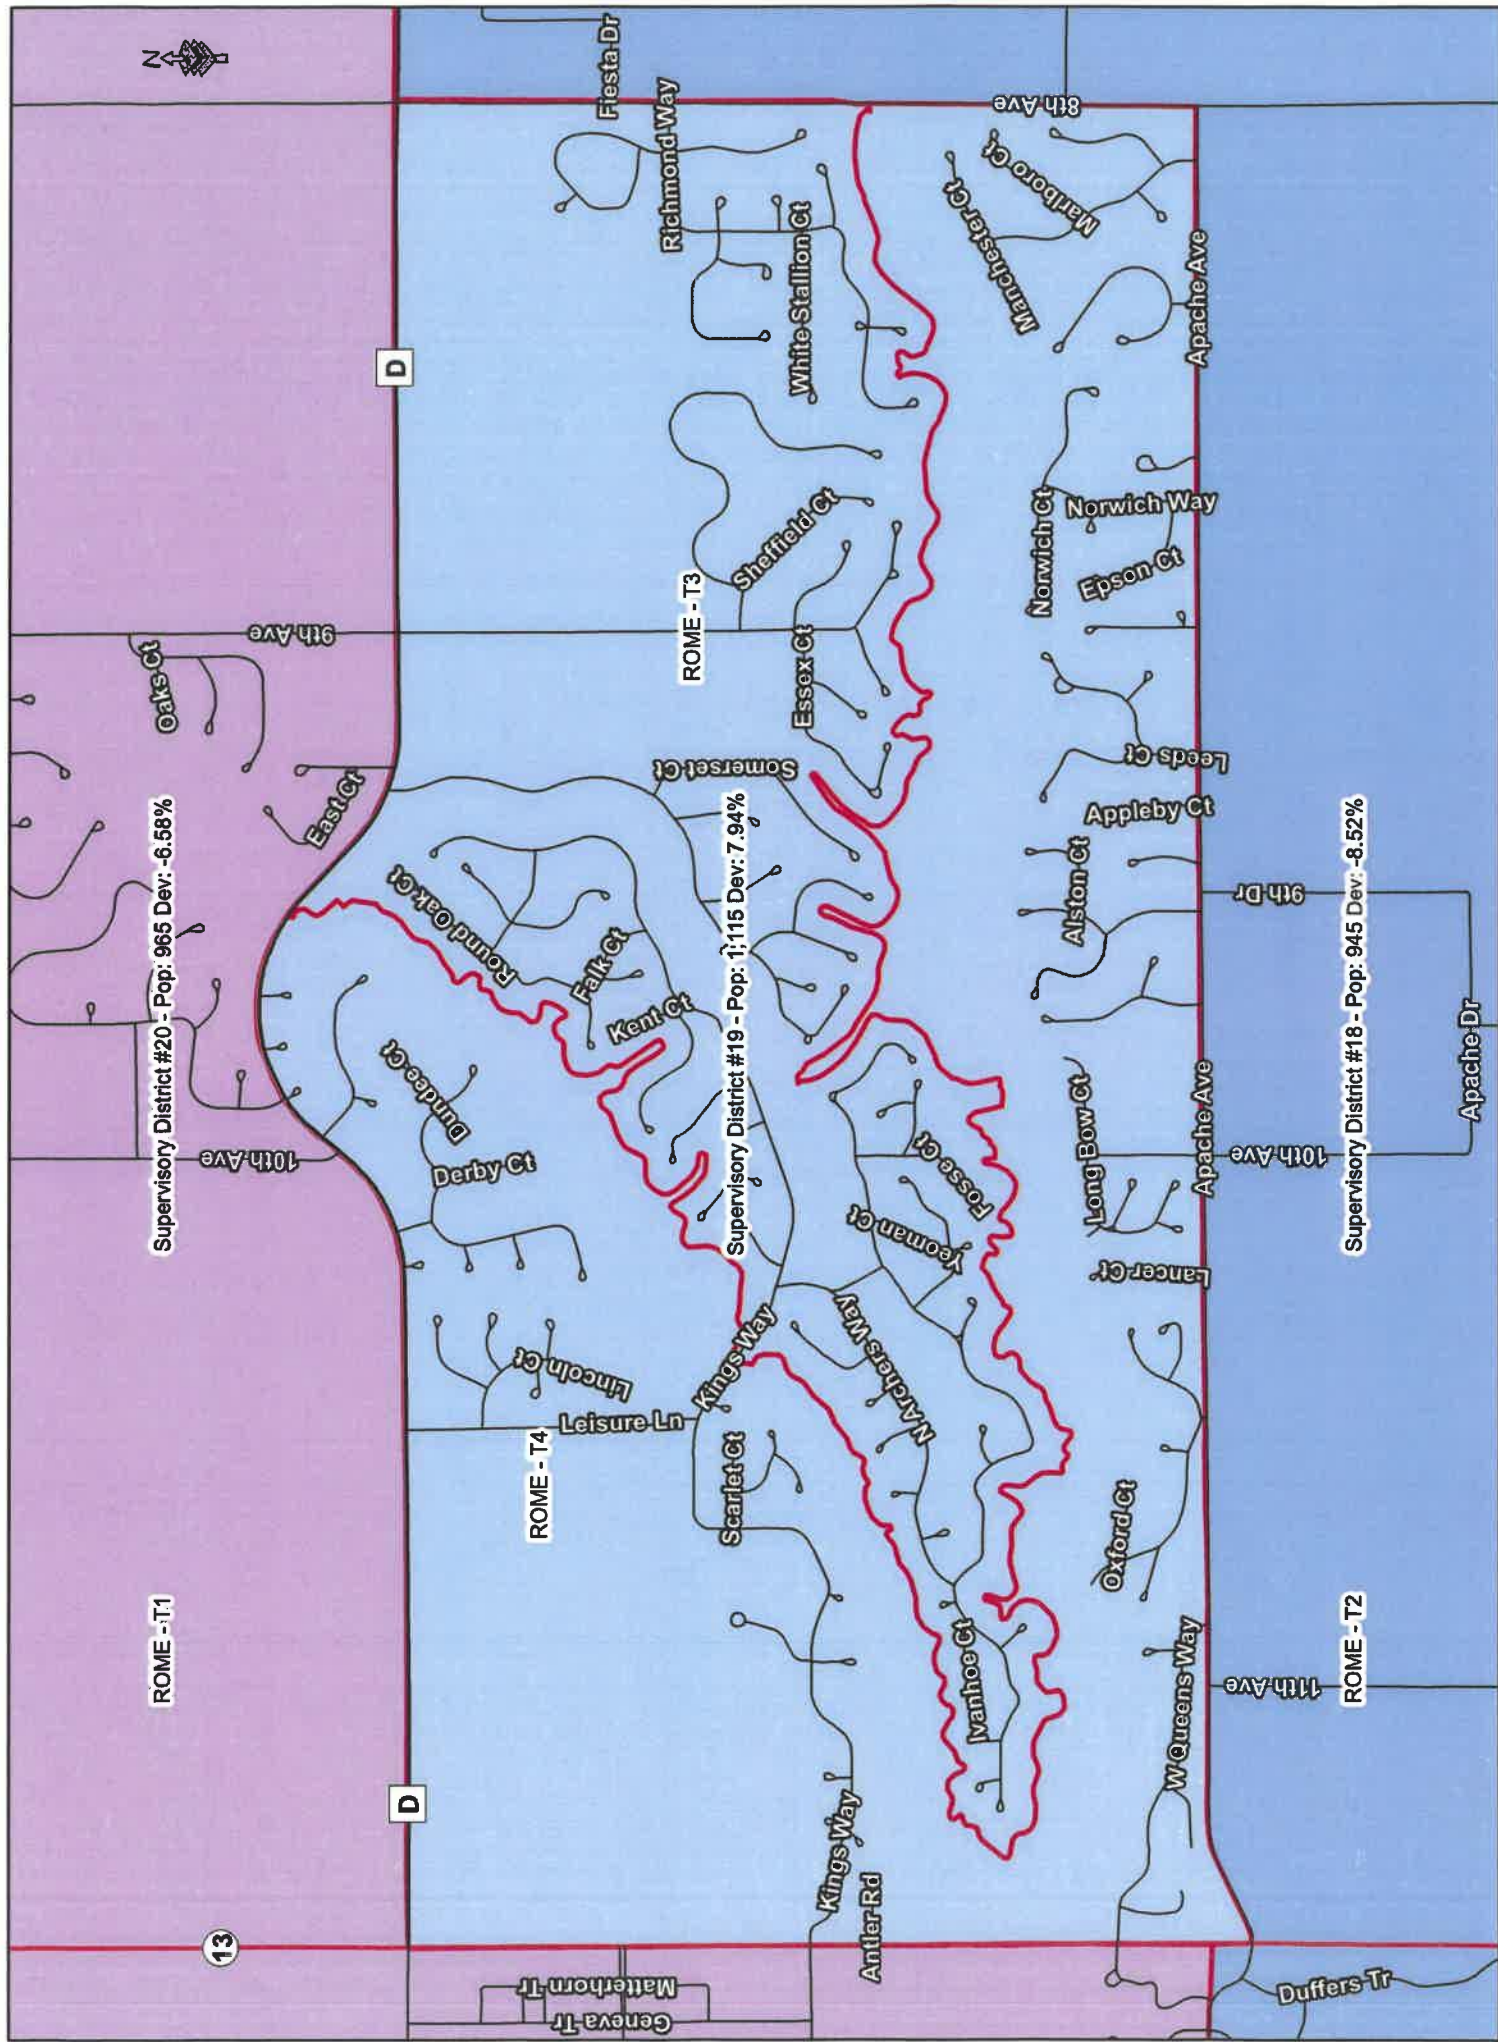 N
13
D
D
ROME - T1
Supervisory District #20 - Pop: 965 Dev: -6.58%
10th Ave
9th Ave
Oaks Ct
East Ct
Geneva Tr
Matterhorn Tr
ROME - T4
Leisure Ln
Lincoln Ct
Derby Ct
Dundee Ct
Round Oak Ct
Falk Ct
Kent Ct
Somerset Ct
ROME - T3
Sheffield Ct
Essex Ct
Richmond Way
Fiesta Dr
White Stallion Ct
Kings Way
Scarlet Ct
Kings Way
Antler Rd
Supervisory District #19 - Pop: 1,115 Dev: 7.94%
N Archers Way
Yeoman Ct
Fosse Ct
Ivanhoe Ct
8th Ave
Manchester Ct
Marlboro Ct
Norwich Ct
Norwich Way
Epson Ct
Leeds Ct
Appleby Ct
Alston Ct
Long Bow Ct
Lancer Ct
Oxford Ct
W Queens Way
Apache Ave
Apache Ave
Duffers Tr
11th Ave
10th Ave
9th Dr
ROME - T2
Supervisory District #18 - Pop: 945 Dev: -8.52%
Apache Dr